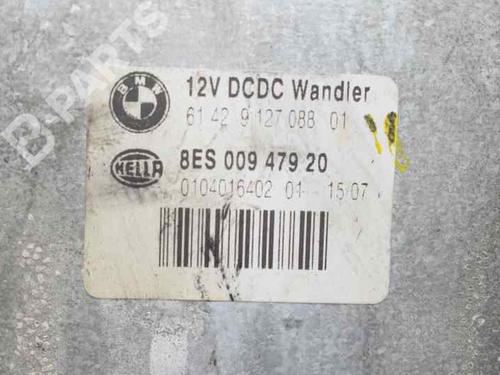 B-PARTS
BMW
12V DCDC Wandler
61 42 9 127 088 01
HELLA
8ES 009 479 20
0104016402 01 15 07